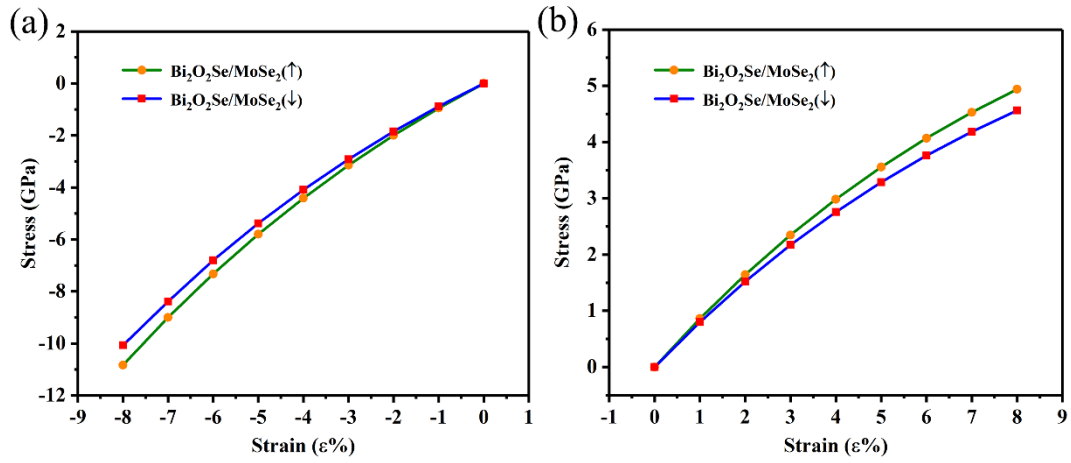 (a)
2
0
-2
-4
-6
-8
-10
-12
Stress (GPa)
Bi₂O₂Se/MoSe₂(↑)
Bi₂O₂Se/MoSe₂(↓)
-9 -8 -7 -6 -5 -4 -3 -2 -1 0 1
Strain (ε%)
(b)
6
5
4
3
2
1
0
Stress (GPa)
Bi₂O₂Se/MoSe₂(↑)
Bi₂O₂Se/MoSe₂(↓)
-1 0 1 2 3 4 5 6 7 8 9
Strain (ε%)